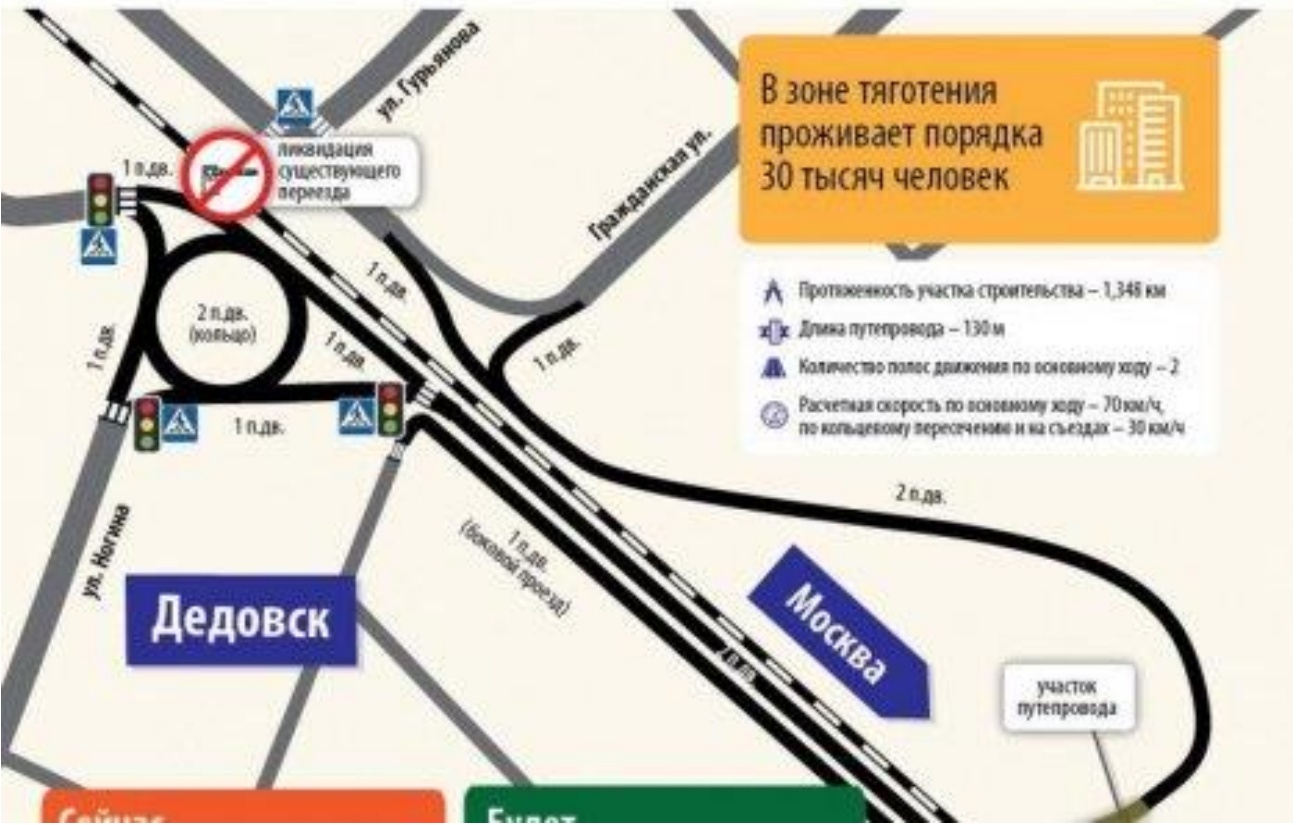 ул. Гурьянова
В зоне тяготения
проживает порядка
30 тысяч человек
ликвидация
существующего
переезда
1 п.дв.
Гражданская ул.
1 п.дв.
Протяженность участка строительства – 1,348 км
Длина путепровода – 130 м
Количество полос движения по основному ходу – 2
Расчетная скорость по основному ходу – 70 км/ч,
по кольцевому пересечению и на съездах – 30 км/ч
2 п.дв.
(кольцо)
1 п.дв.
1 п.дв.
1 п.дв.
1 п.дв.
2 п.дв.
ул. Ногина
1 п.дв.
(боковой проезд)
Дедовск
Москва
2 п.дв.
участок
путепровода
Сейчас
Будет